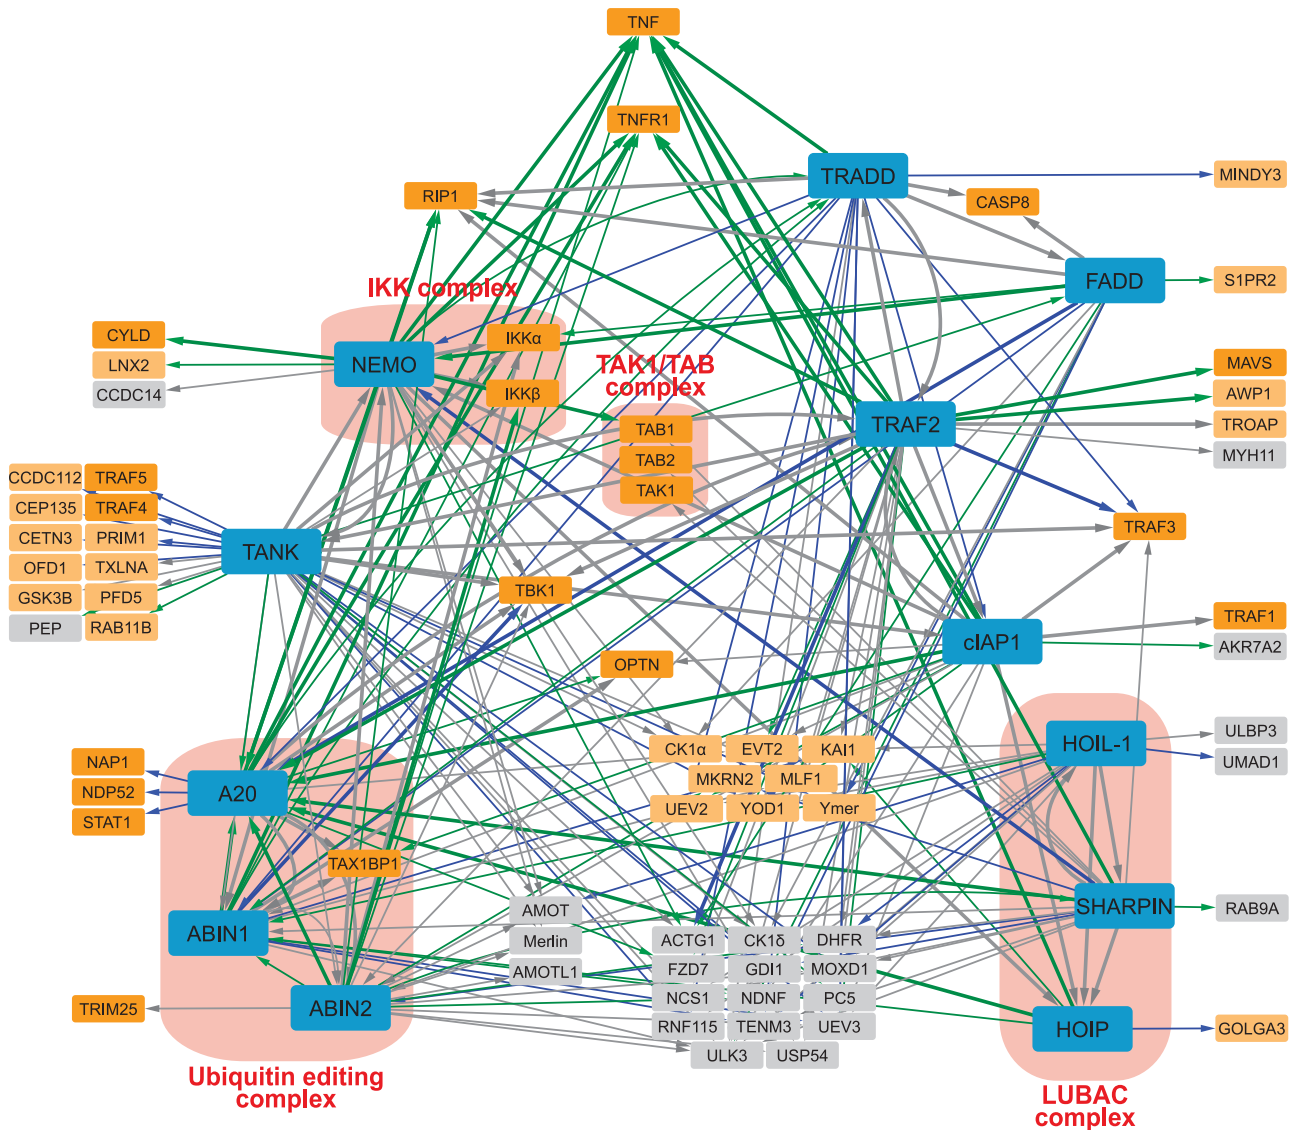 TNF
TNFR1
TRADD
MINDY3
RIP1
CASP8
IKK complex
FADD
S1PR2
CYLD
LNX2
CCDC14
NEMO
IKKα
IKKβ
TAK1/TAB
complex
TAB1
TAB2
TAK1
TRAF2
MAVS
AWP1
TROAP
MYH11
CCDC112
TRAF5
CEP135
TRAF4
CETN3
PRIM1
OFD1
TXLNA
GSK3B
PFD5
PEP
RAB11B
TANK
TRAF3
TBK1
cIAP1
TRAF1
AKR7A2
OPTN
NAP1
NDP52
STAT1
A20
CK1α
EVT2
KAI1
MKRN2
MLF1
UEV2
YOD1
Ymer
HOIL-1
ULBP3
UMAD1
TAX1BP1
ABIN1
AMOT
Merlin
AMOTL1
SHARPIN
RAB9A
ACTG1
CK1δ
DHFR
FZD7
GDI1
MOXD1
NCS1
NDNF
PC5
RNF115
TENM3
UEV3
ULK3
USP54
TRIM25
ABIN2
HOIP
GOLGA3
Ubiquitin editing
complex
LUBAC
complex